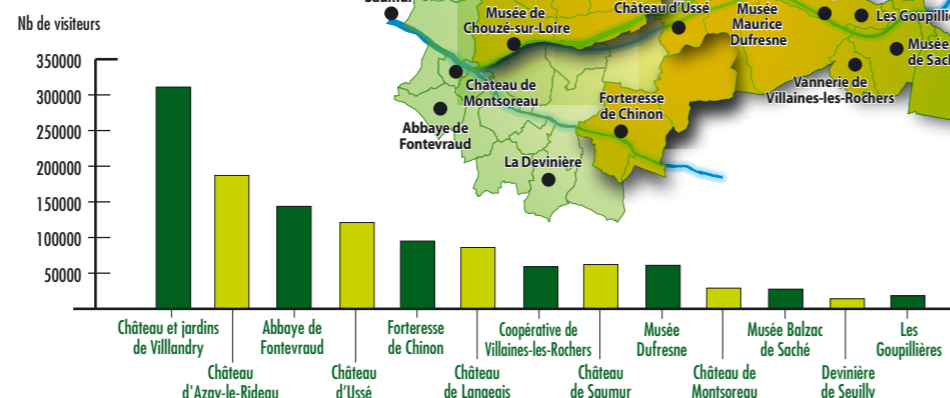 Saumur
Château d'Ussé
Musée de
Chouzé-sur-Loire
Musée
Maurice
Dufresne
Les Goupilliè
Musée
de Sach
Nb de visiteurs
Château de
Montsoreau
Vannerie de
Villaines-les-Rochers
Forteresse
de Chinon
Abbaye de
Fontevraud
La Devinière
350000
300000
250000
200000
150000
100000
50000
Château et jardins
de Villlandry
Château
d'Azay-le-Rideau
Abbaye de
Fontevraud
Château
d'Ussé
Forteresse
de Chinon
Château
de Langeais
Coopérative de
Villaines-les-Rochers
Château
de Saumur
Musée
Dufresne
Château de
Montsoreau
Musée Balzac
de Saché
Devinière
de Seuilly
Les
Goupillières